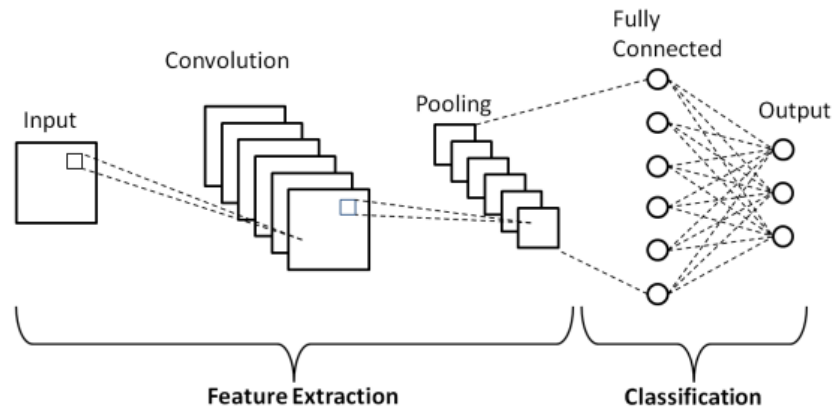 Fully
Connected
Convolution
Pooling
Output
Input
Feature Extraction
Classification